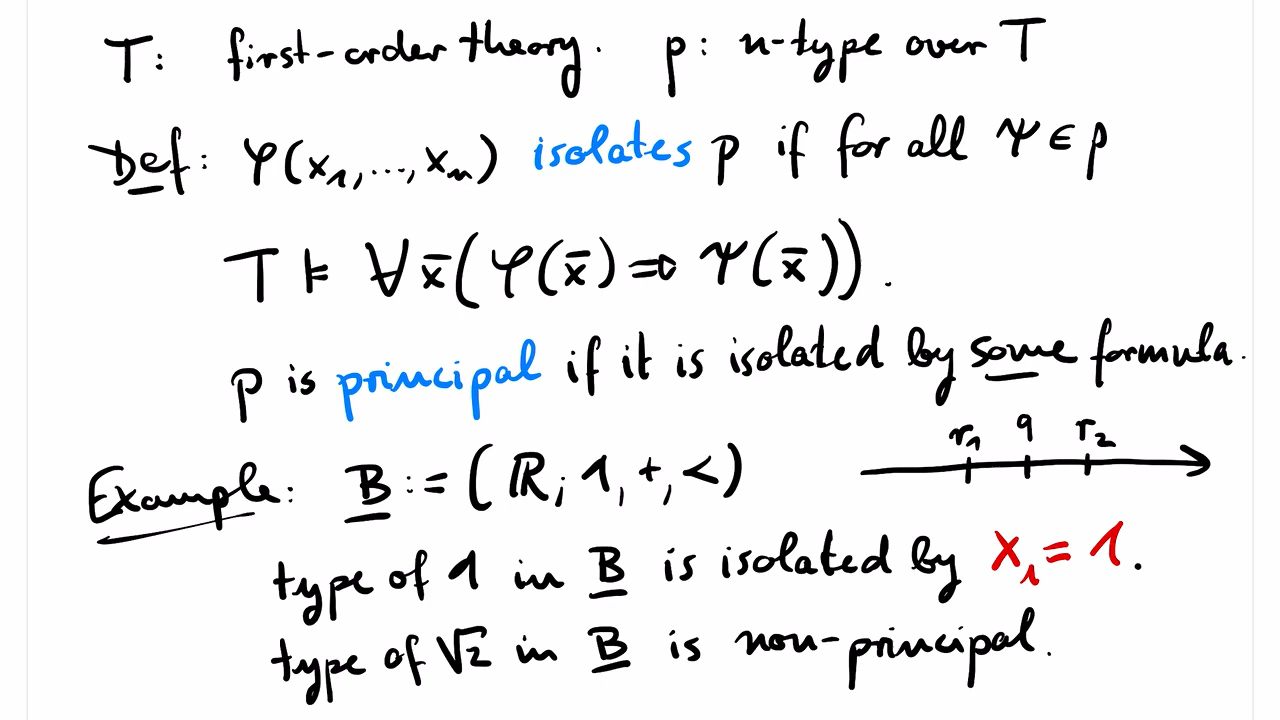 T: first-order theory. p: n-type over T
Def: φ(x₁,...,xₙ) isolates p if for all ψ ∈ p
T ⊨ ∀x̄(φ(x̄) ⇒ ψ(x̄)).
p is principal if it is isolated by some formula.
r₁ q r₂
Example: B := (ℝ; 1, +, <)
type of 1 in B is isolated by x₁ = 1.
type of √2 in B is non-principal.